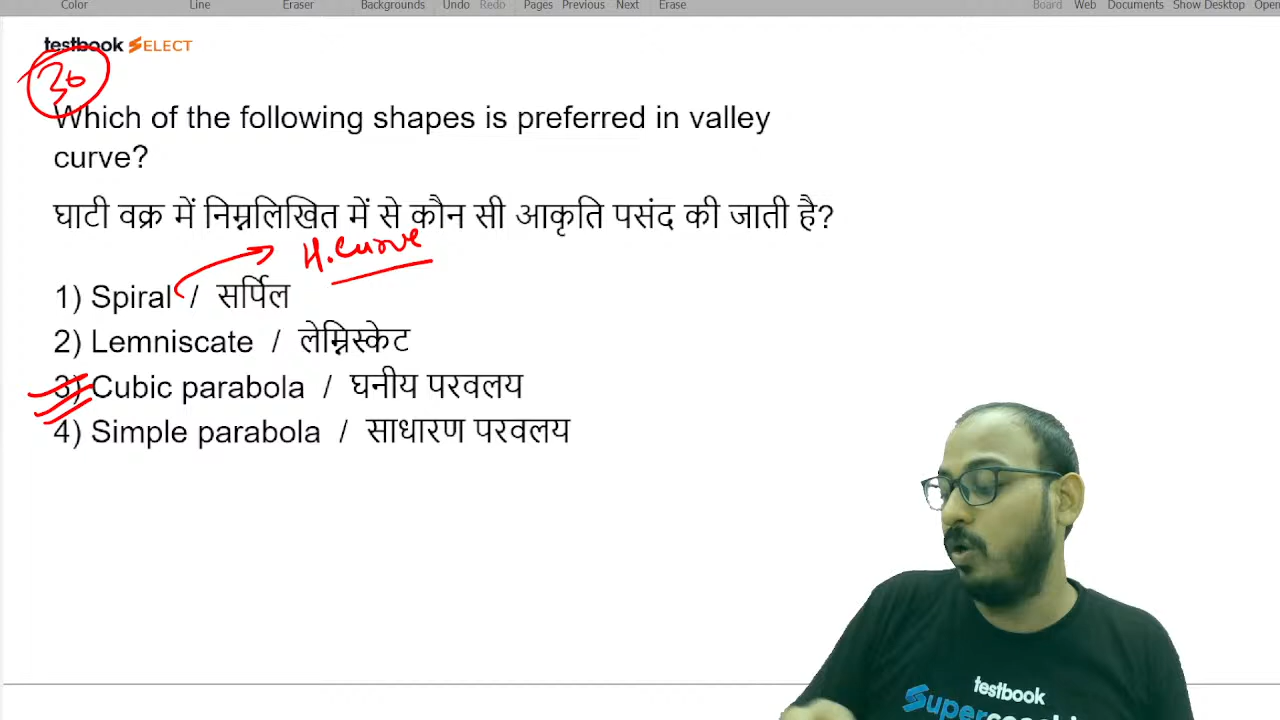 Color Line Eraser Backgrounds Undo Redo Pages Previous Next Erase Board Web Documents Show Desktop Open
testbook SELECT
30
Which of the following shapes is preferred in valley
curve?
घाटी वक्र में निम्नलिखित में से कौन सी आकृति पसंद की जाती है?
H. Curve
1) Spiral / सर्पिल
2) Lemniscate / लेम्निस्केट
3) Cubic parabola / घनीय परवलय
4) Simple parabola / साधारण परवलय
testbook